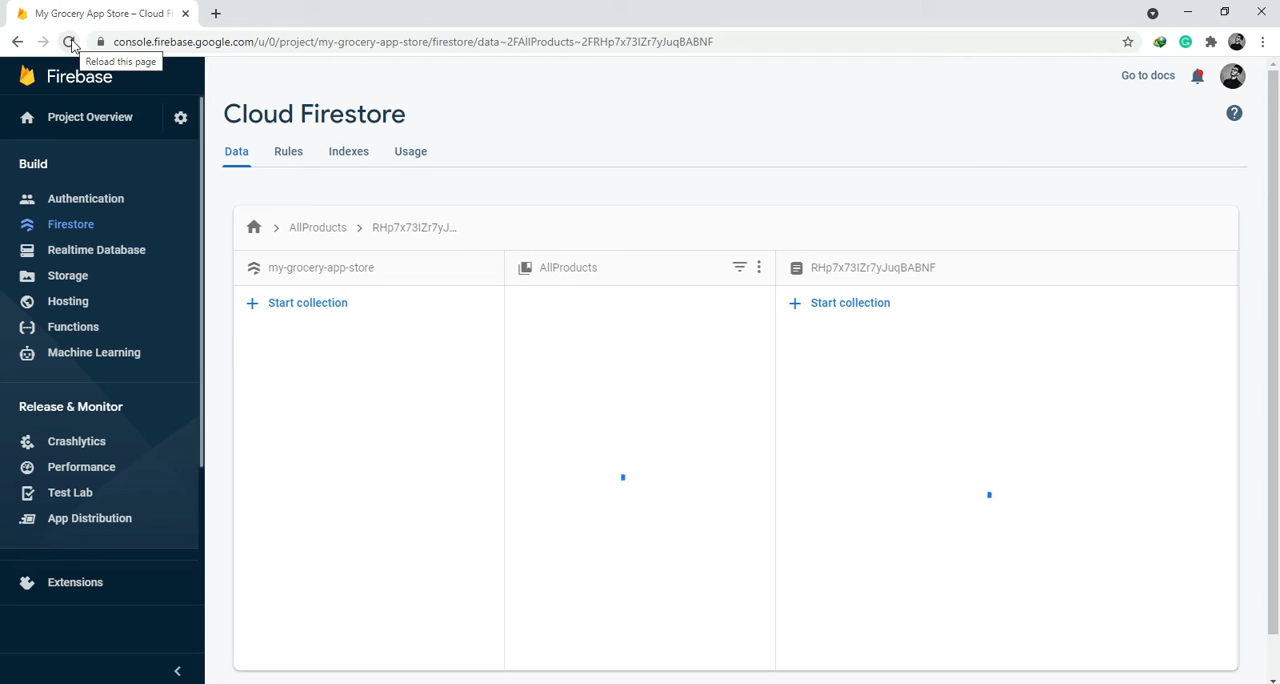 My Grocery App Store – Cloud Fi
console.firebase.google.com/u/0/project/my-grocery-app-store/firestore/data~2FAllProducts~2FRHp7x73IZr7yJuqBABNF
Reload this page
Firebase
Go to docs
Project Overview
Cloud Firestore
Data
Rules
Indexes
Usage
Build
Authentication
Firestore
Realtime Database
Storage
Hosting
Functions
Machine Learning
Release & Monitor
Crashlytics
Performance
Test Lab
App Distribution
Extensions
AllProducts
RHp7x73IZr7yJ...
my-grocery-app-store
AllProducts
RHp7x73IZr7yJuqBABNF
Start collection
Start collection